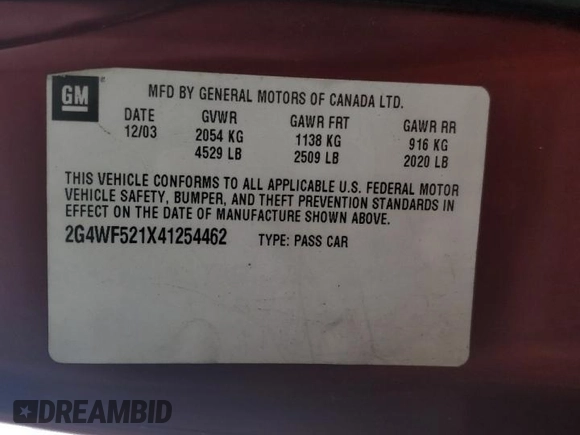 GM
MFD BY GENERAL MOTORS OF CANADA LTD.
DATE GVWR GAWR FRT GAWR RR
12/03 2054 KG 1138 KG 916 KG
4529 LB 2509 LB 2020 LB
THIS VEHICLE CONFORMS TO ALL APPLICABLE U.S. FEDERAL MOTOR
VEHICLE SAFETY, BUMPER, AND THEFT PREVENTION STANDARDS IN
EFFECT ON THE DATE OF MANUFACTURE SHOWN ABOVE.
2G4WF521X41254462 TYPE: PASS CAR
DREAMBID